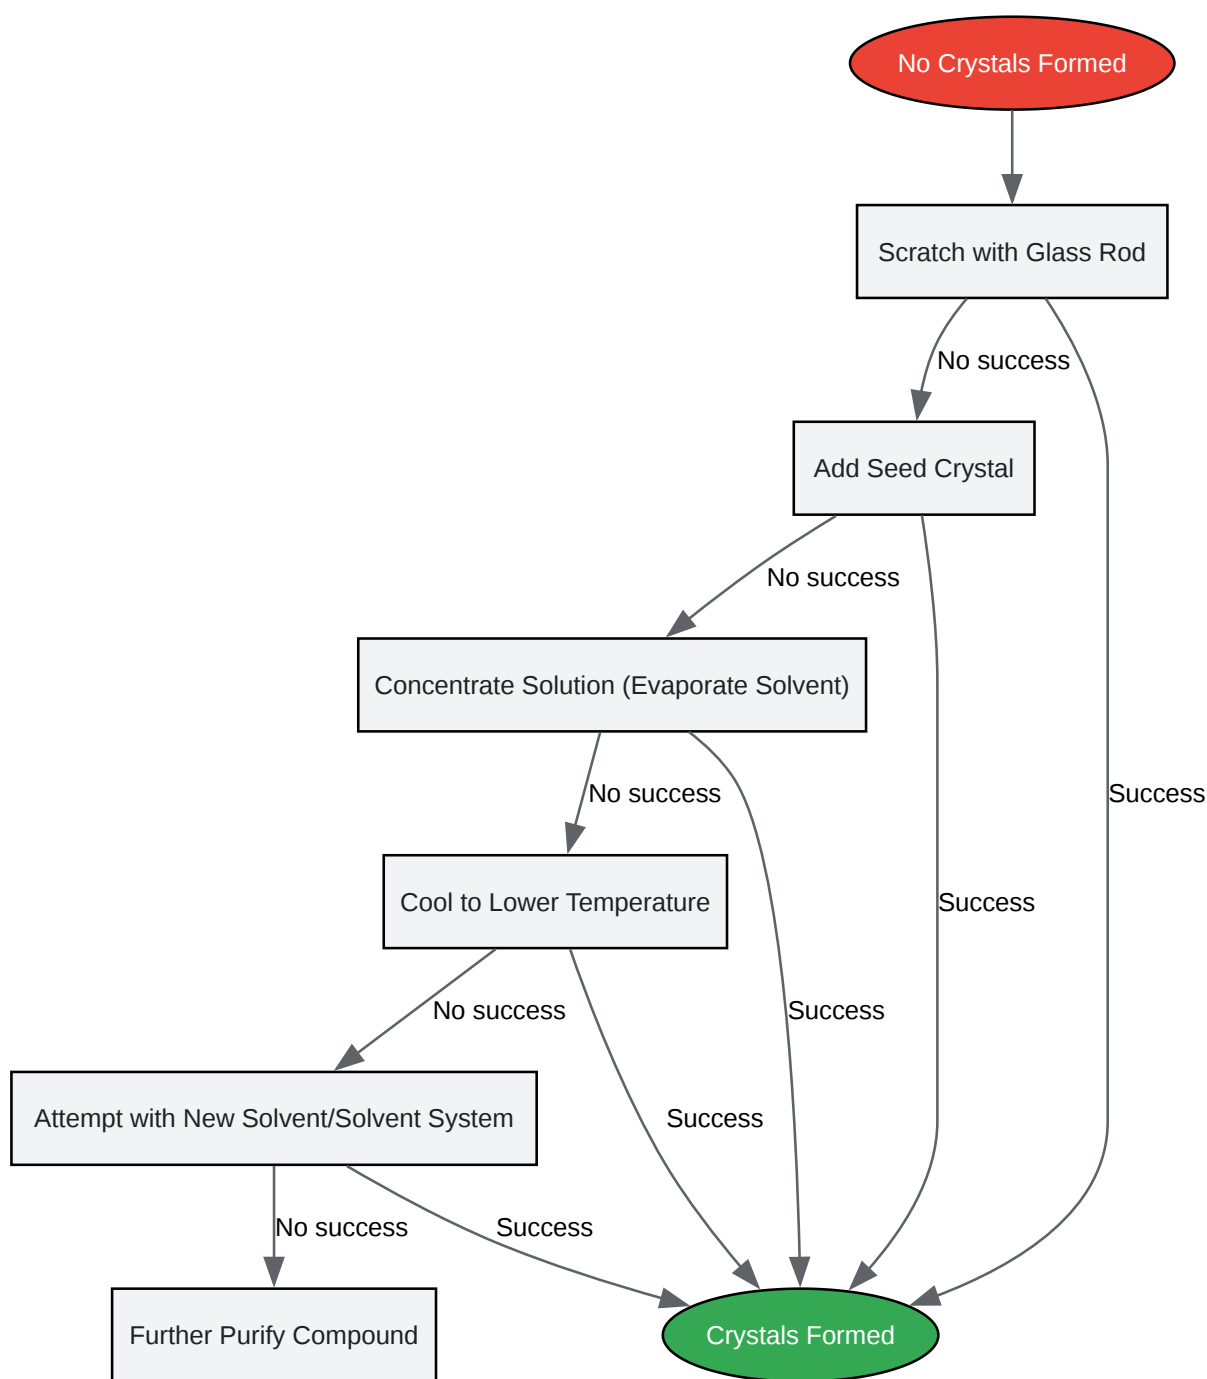 No Crystals Formed
Scratch with Glass Rod
No success
Add Seed Crystal
No success
Concentrate Solution (Evaporate Solvent)
No success
Success
Cool to Lower Temperature
Success
No success
Success
Attempt with New Solvent/Solvent System
Success
No success
Success
Further Purify Compound
Crystals Formed